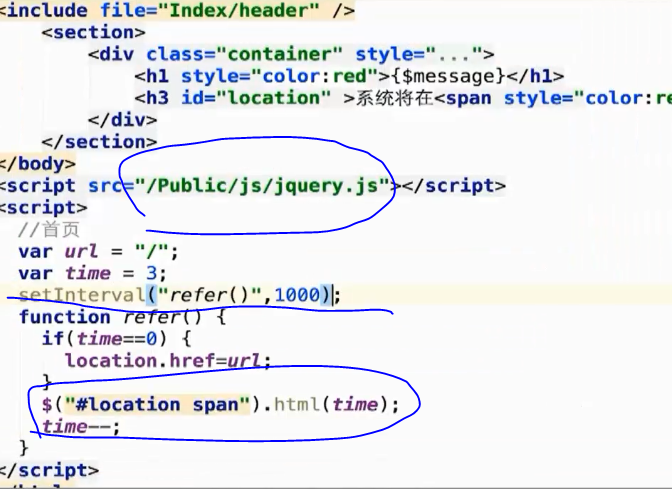 <include file="Index/header" />
<section>
<div class="container" style="...">
<h1 style="color:red">{$message}</h1>
<h3 id="location" >系统将在<span style="color:re
</div>
</section>
</body>
<script src="/Public/js/jquery.js"></script>
<script>
//首页
var url = "/";
var time = 3;
setInterval("refer()",1000);
function refer() {
if(time==0) {
location.href=url;
}
$("#location span").html(time);
time--;
}
</script>